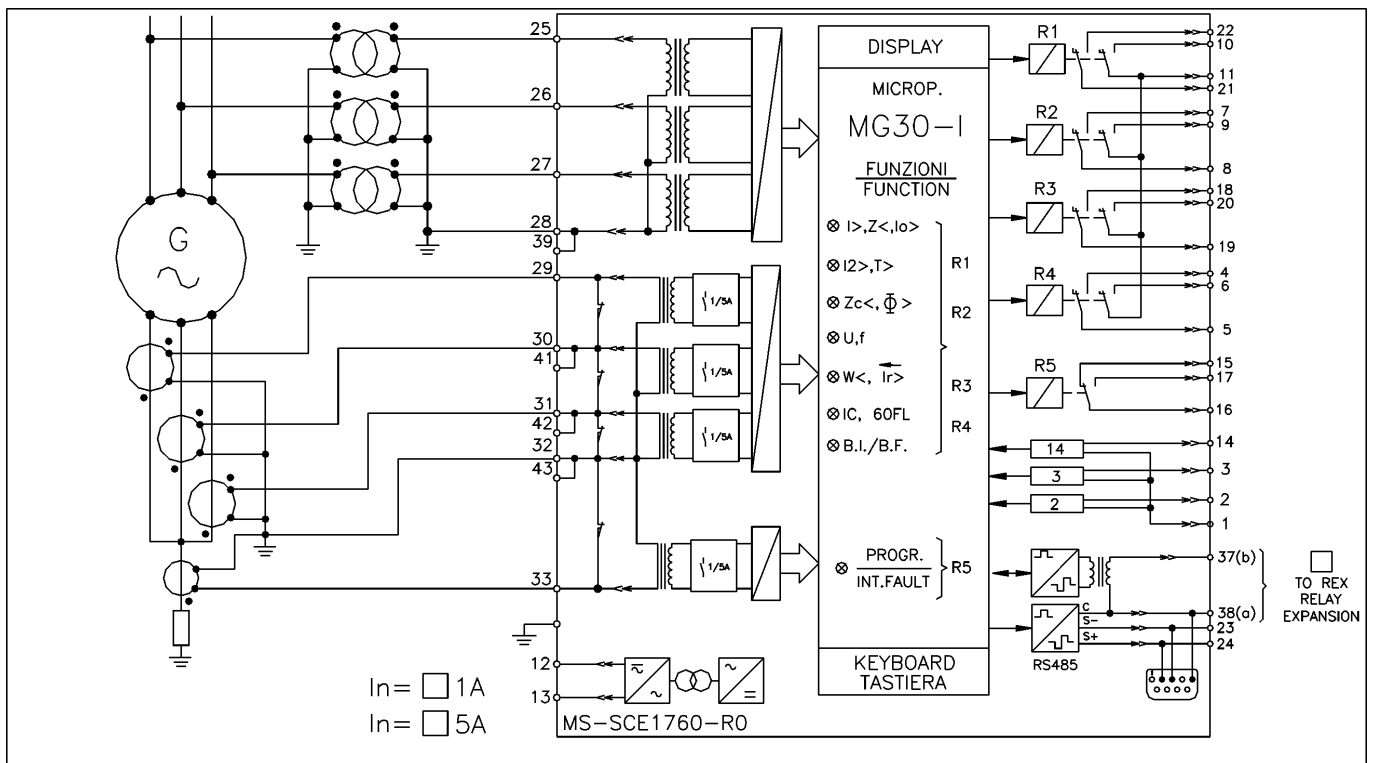 25
26
27
28
39
29
30
41
31
42
32
43
33
12
13
G
In= 1A
In= 5A
MS-SCE1760-R0
1/5A
1/5A
1/5A
1/5A
DISPLAY
MICROP.
MG30-I
FUNZIONI
FUNCTION
I>,Z<,Io>
I2>,T>
Zc<, Φ>
U,f
W<, Ir>
IC, 60FL
B.I./B.F.
R1
R2
R3
R4
PROGR.
INT.FAULT
R5
KEYBOARD
TASTIERA
R1
R2
R3
R4
R5
14
3
2
C
S-
S+
RS485
22
10
11
21
7
9
8
18
20
19
4
6
5
15
17
16
14
3
2
1
37(b)
38(a)
23
24
TO REX
RELAY
EXPANSION